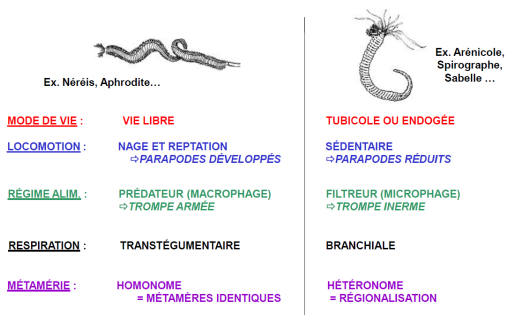 Ex. Néréis, Aphrodite…
Ex. Arénicole,
Spirographe,
Sabelle …
MODE DE VIE : VIE LIBRE TUBICOLE OU ENDOGÉE
LOCOMOTION : NAGE ET REPTATION SÉDENTAIRE
⇨PARAPODES DÉVELOPPÉS ⇨PARAPODES RÉDUITS
RÉGIME ALIM. : PRÉDATEUR (MACROPHAGE) FILTREUR (MICROPHAGE)
⇨TROMPE ARMÉE ⇨TROMPE INERME
RESPIRATION : TRANSTÉGUMENTAIRE BRANCHIALE
MÉTAMÉRIE : HOMONOME HÉTÉRONOME
= MÉTAMÈRES IDENTIQUES = RÉGIONALISATION